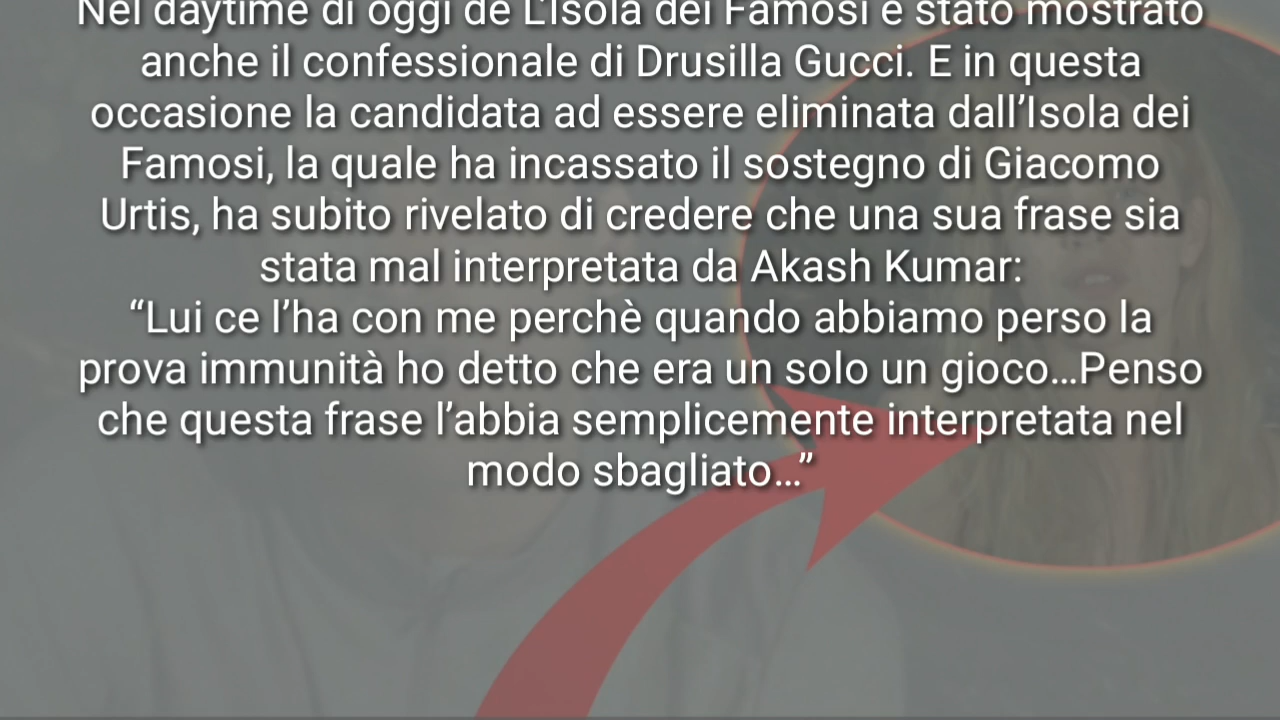 Nel daytime di oggi de L’Isola dei Famosi è stato mostrato
anche il confessionale di Drusilla Gucci. E in questa
occasione la candidata ad essere eliminata dall’Isola dei
Famosi, la quale ha incassato il sostegno di Giacomo
Urtis, ha subito rivelato di credere che una sua frase sia
stata mal interpretata da Akash Kumar:
“Lui ce l’ha con me perchè quando abbiamo perso la
prova immunità ho detto che era un solo un gioco…Penso
che questa frase l’abbia semplicemente interpretata nel
modo sbagliato…”